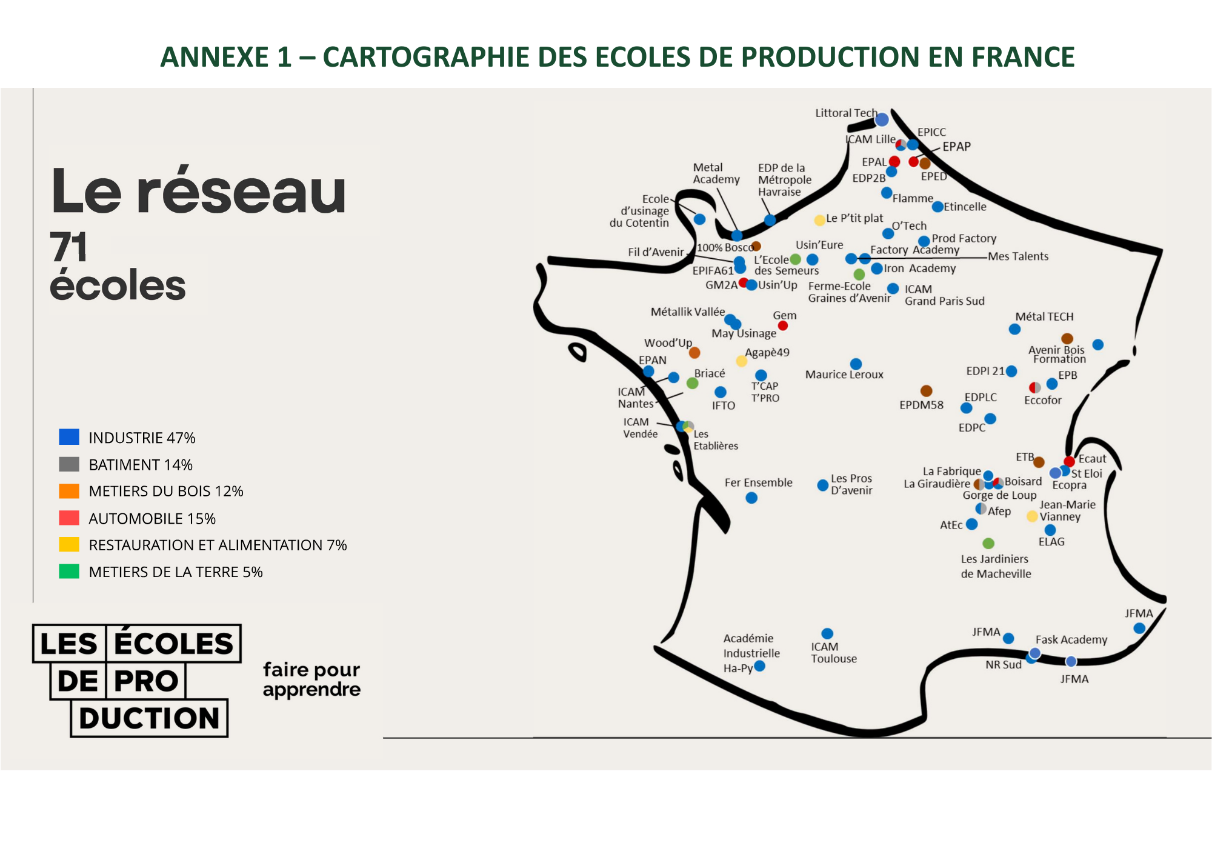 ANNEXE 1 – CARTOGRAPHIE DES ECOLES DE PRODUCTION EN FRANCE
Le réseau
71
écoles
INDUSTRIE 47%
BATIMENT 14%
METIERS DU BOIS 12%
AUTOMOBILE 15%
RESTAURATION ET ALIMENTATION 7%
METIERS DE LA TERRE 5%
LES ÉCOLES
DE PRO
DUCTION
faire pour
apprendre
Littoral Tech
ICAM Lille
EPICC
EPAP
EPAL
EPED
EDP2B
Metal
Academy
EDP de la
Métropole
Havraise
Ecole
d'usinage
du Cotentin
Flamme
Etincelle
Le P'tit plat
O'Tech
Prod Factory
100% Bosco
Usin'Eure
Factory Academy
Mes Talents
Fil d'Avenir
L'Ecole
des Semeurs
EPIFA61
Iron Academy
GM2A
Usin'Up
Ferme-Ecole
Graines d'Avenir
ICAM
Grand Paris Sud
Métallik Vallée
Gem
May Usinage
Métal TECH
Wood'Up
Agapè49
Avenir Bois
Formation
EPAN
Briacé
Maurice Leroux
EDPI 21
EPB
ICAM
Nantes
T'CAP
T'PRO
IFTO
EPDM58
EDPLC
Eccofor
EDPC
ICAM
Vendée
Les
Etablières
ETB
Ecaut
La Fabrique
St Eloi
Fer Ensemble
Les Pros
D'avenir
La Giraudière
Boisard
Ecopra
Gorge de Loup
Afep
Jean-Marie
Vianney
AtEc
ELAG
Les Jardiniers
de Macheville
JFMA
Académie
Industrielle
Ha-Py
ICAM
Toulouse
JFMA
Fask Academy
NR Sud
JFMA